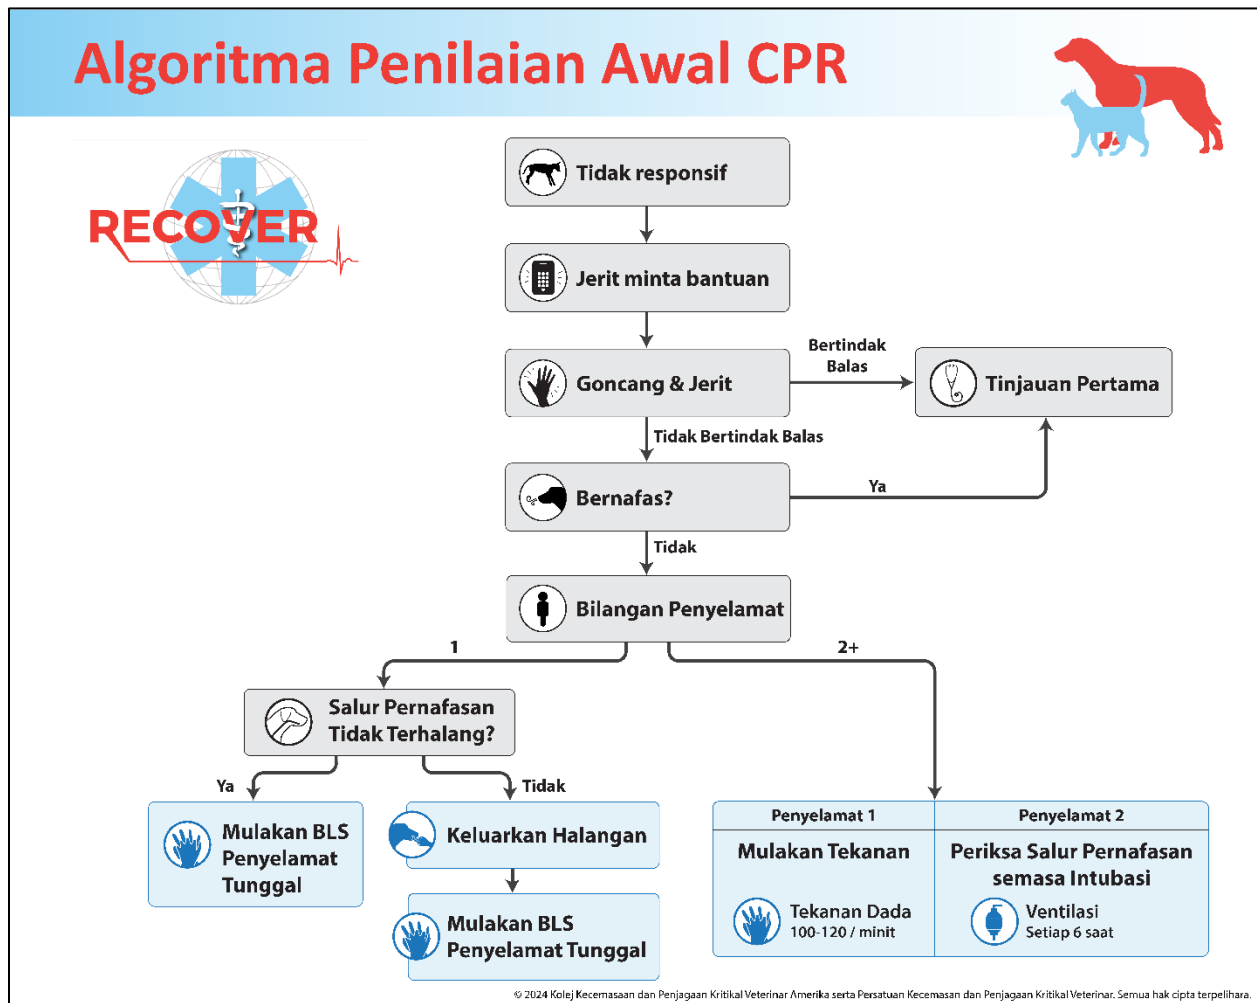 Algoritma Penilaian Awal CPR
RECOVER
Tidak responsif
Jerit minta bantuan
Goncang & Jerit
Bertindak
Balas
Tinjauan Pertama
Tidak Bertindak Balas
Bernafas?
Ya
Tidak
Bilangan Penyelamat
1
2+
Salur Pernafasan
Tidak Terhalang?
Ya
Tidak
Mulakan BLS
Penyelamat
Tunggal
Keluarkan Halangan
Mulakan BLS
Penyelamat Tunggal
Penyelamat 1
Mulakan Tekanan
Tekanan Dada
100-120 / minit
Penyelamat 2
Periksa Salur Pernafasan
semasa Intubasi
Ventilasi
Setiap 6 saat
© 2024 Kolej Kecemasaan dan Penjagaan Kritikal Veterinar Amerika serta Persatuan Kecemasan dan Penjagaan Kritikal Veterinar. Semua hak cipta terpelihara.